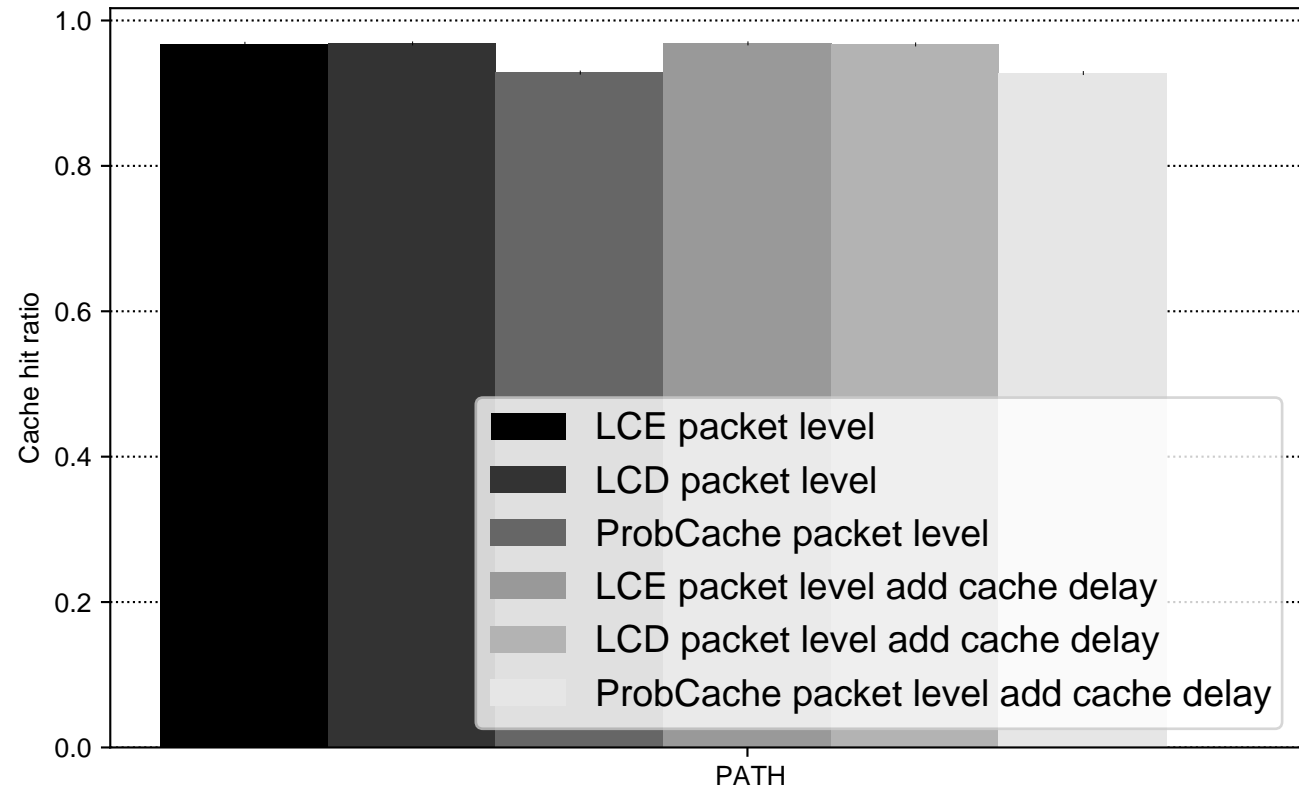 1.0
0.8
0.6
0.4
0.2
0.0
Cache hit ratio
LCE packet level
LCD packet level
ProbCache packet level
LCE packet level add cache delay
LCD packet level add cache delay
ProbCache packet level add cache delay
PATH